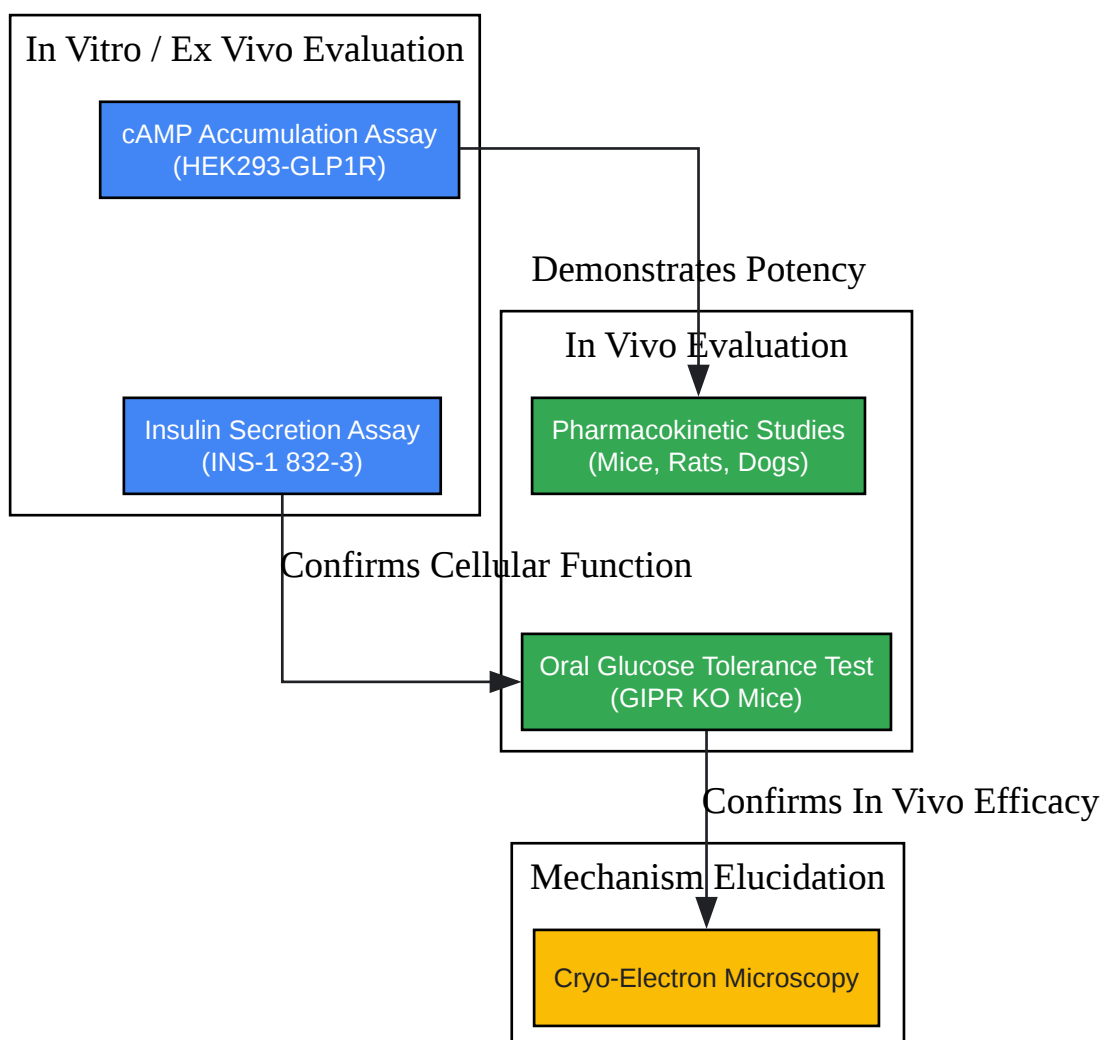 In Vitro / Ex Vivo Evaluation
cAMP Accumulation Assay
(HEK293-GLP1R)
Demonstrates Potency
In Vivo Evaluation
Insulin Secretion Assay
(INS-1 832-3)
Pharmacokinetic Studies
(Mice, Rats, Dogs)
Confirms Cellular Function
Oral Glucose Tolerance Test
(GIPR KO Mice)
Confirms In Vivo Efficacy
Mechanism Elucidation
Cryo-Electron Microscopy